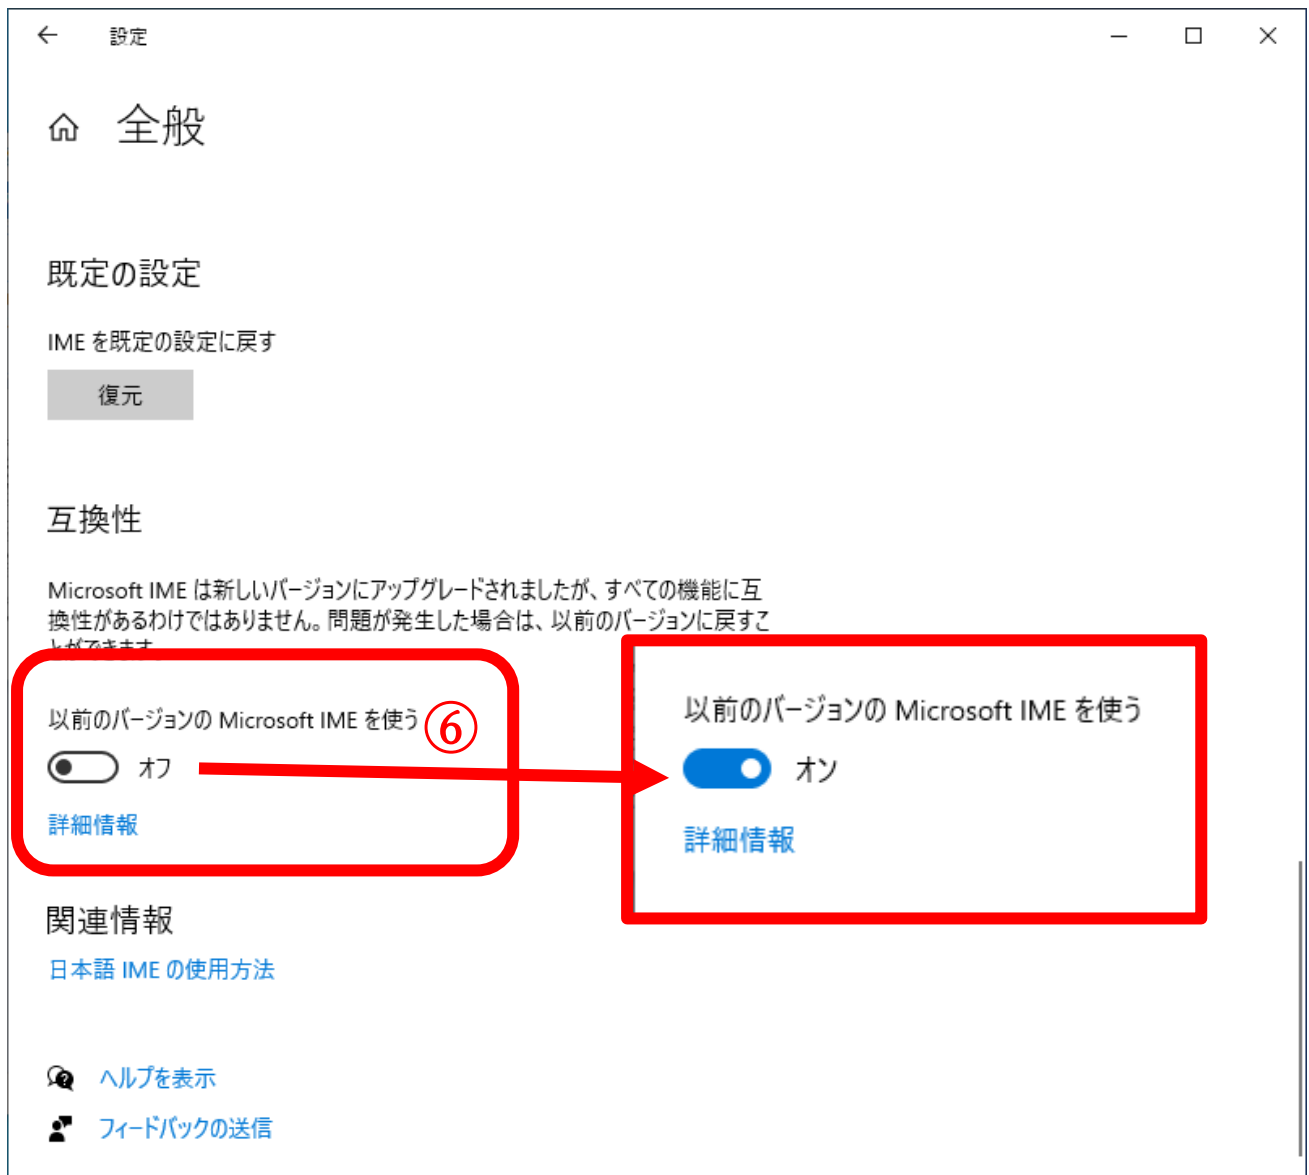 設定
全般
既定の設定
IME を既定の設定に戻す
復元
互換性
Microsoft IME は新しいバージョンにアップグレードされましたが、すべての機能に互
換性があるわけではありません。問題が発生した場合は、以前のバージョンに戻すこ
とができます。
以前のバージョンの Microsoft IME を使う
⑥
オフ
詳細情報
以前のバージョンの Microsoft IME を使う
オン
詳細情報
関連情報
日本語 IME の使用方法
ヘルプを表示
フィードバックの送信